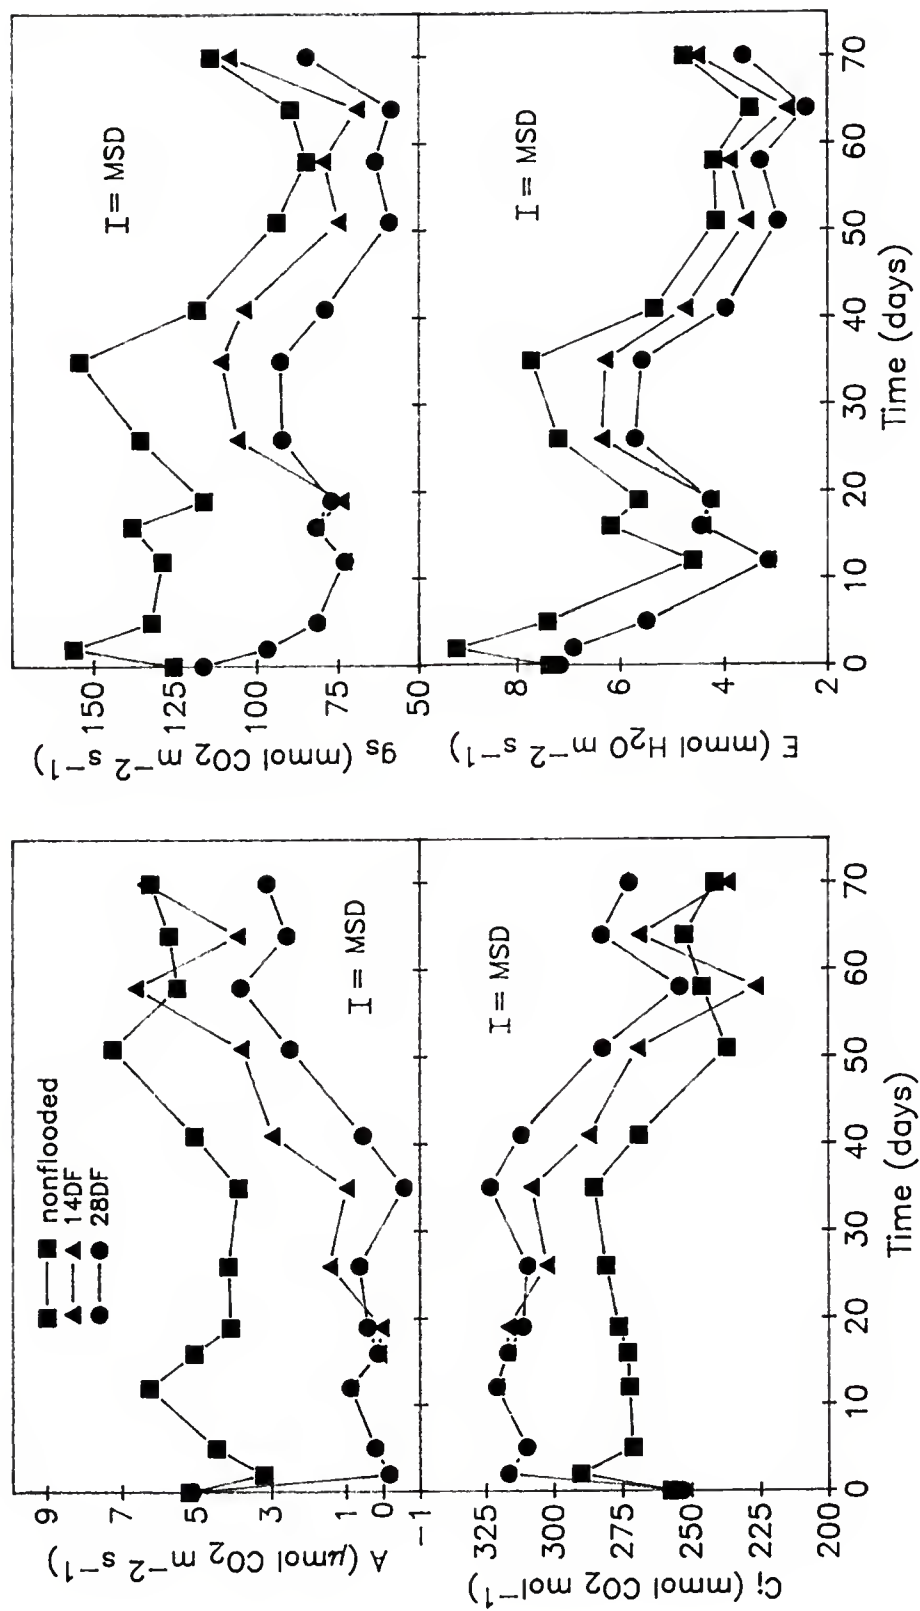 A (μmol CO2 m−2 s−1)
9
7
5
3
1
0
−1
nonflooded
14DF
28DF
I = MSD
Ci (mmol CO2 mol−1)
325
300
275
250
225
200
I = MSD
0 10 20 30 40 50 60 70
Time (days)
gs (mmol CO2 m−2 s−1)
150
125
100
75
50
I = MSD
E (mmol H2O m−2 s−1)
8
6
4
2
I = MSD
0 10 20 30 40 50 60 70
Time (days)